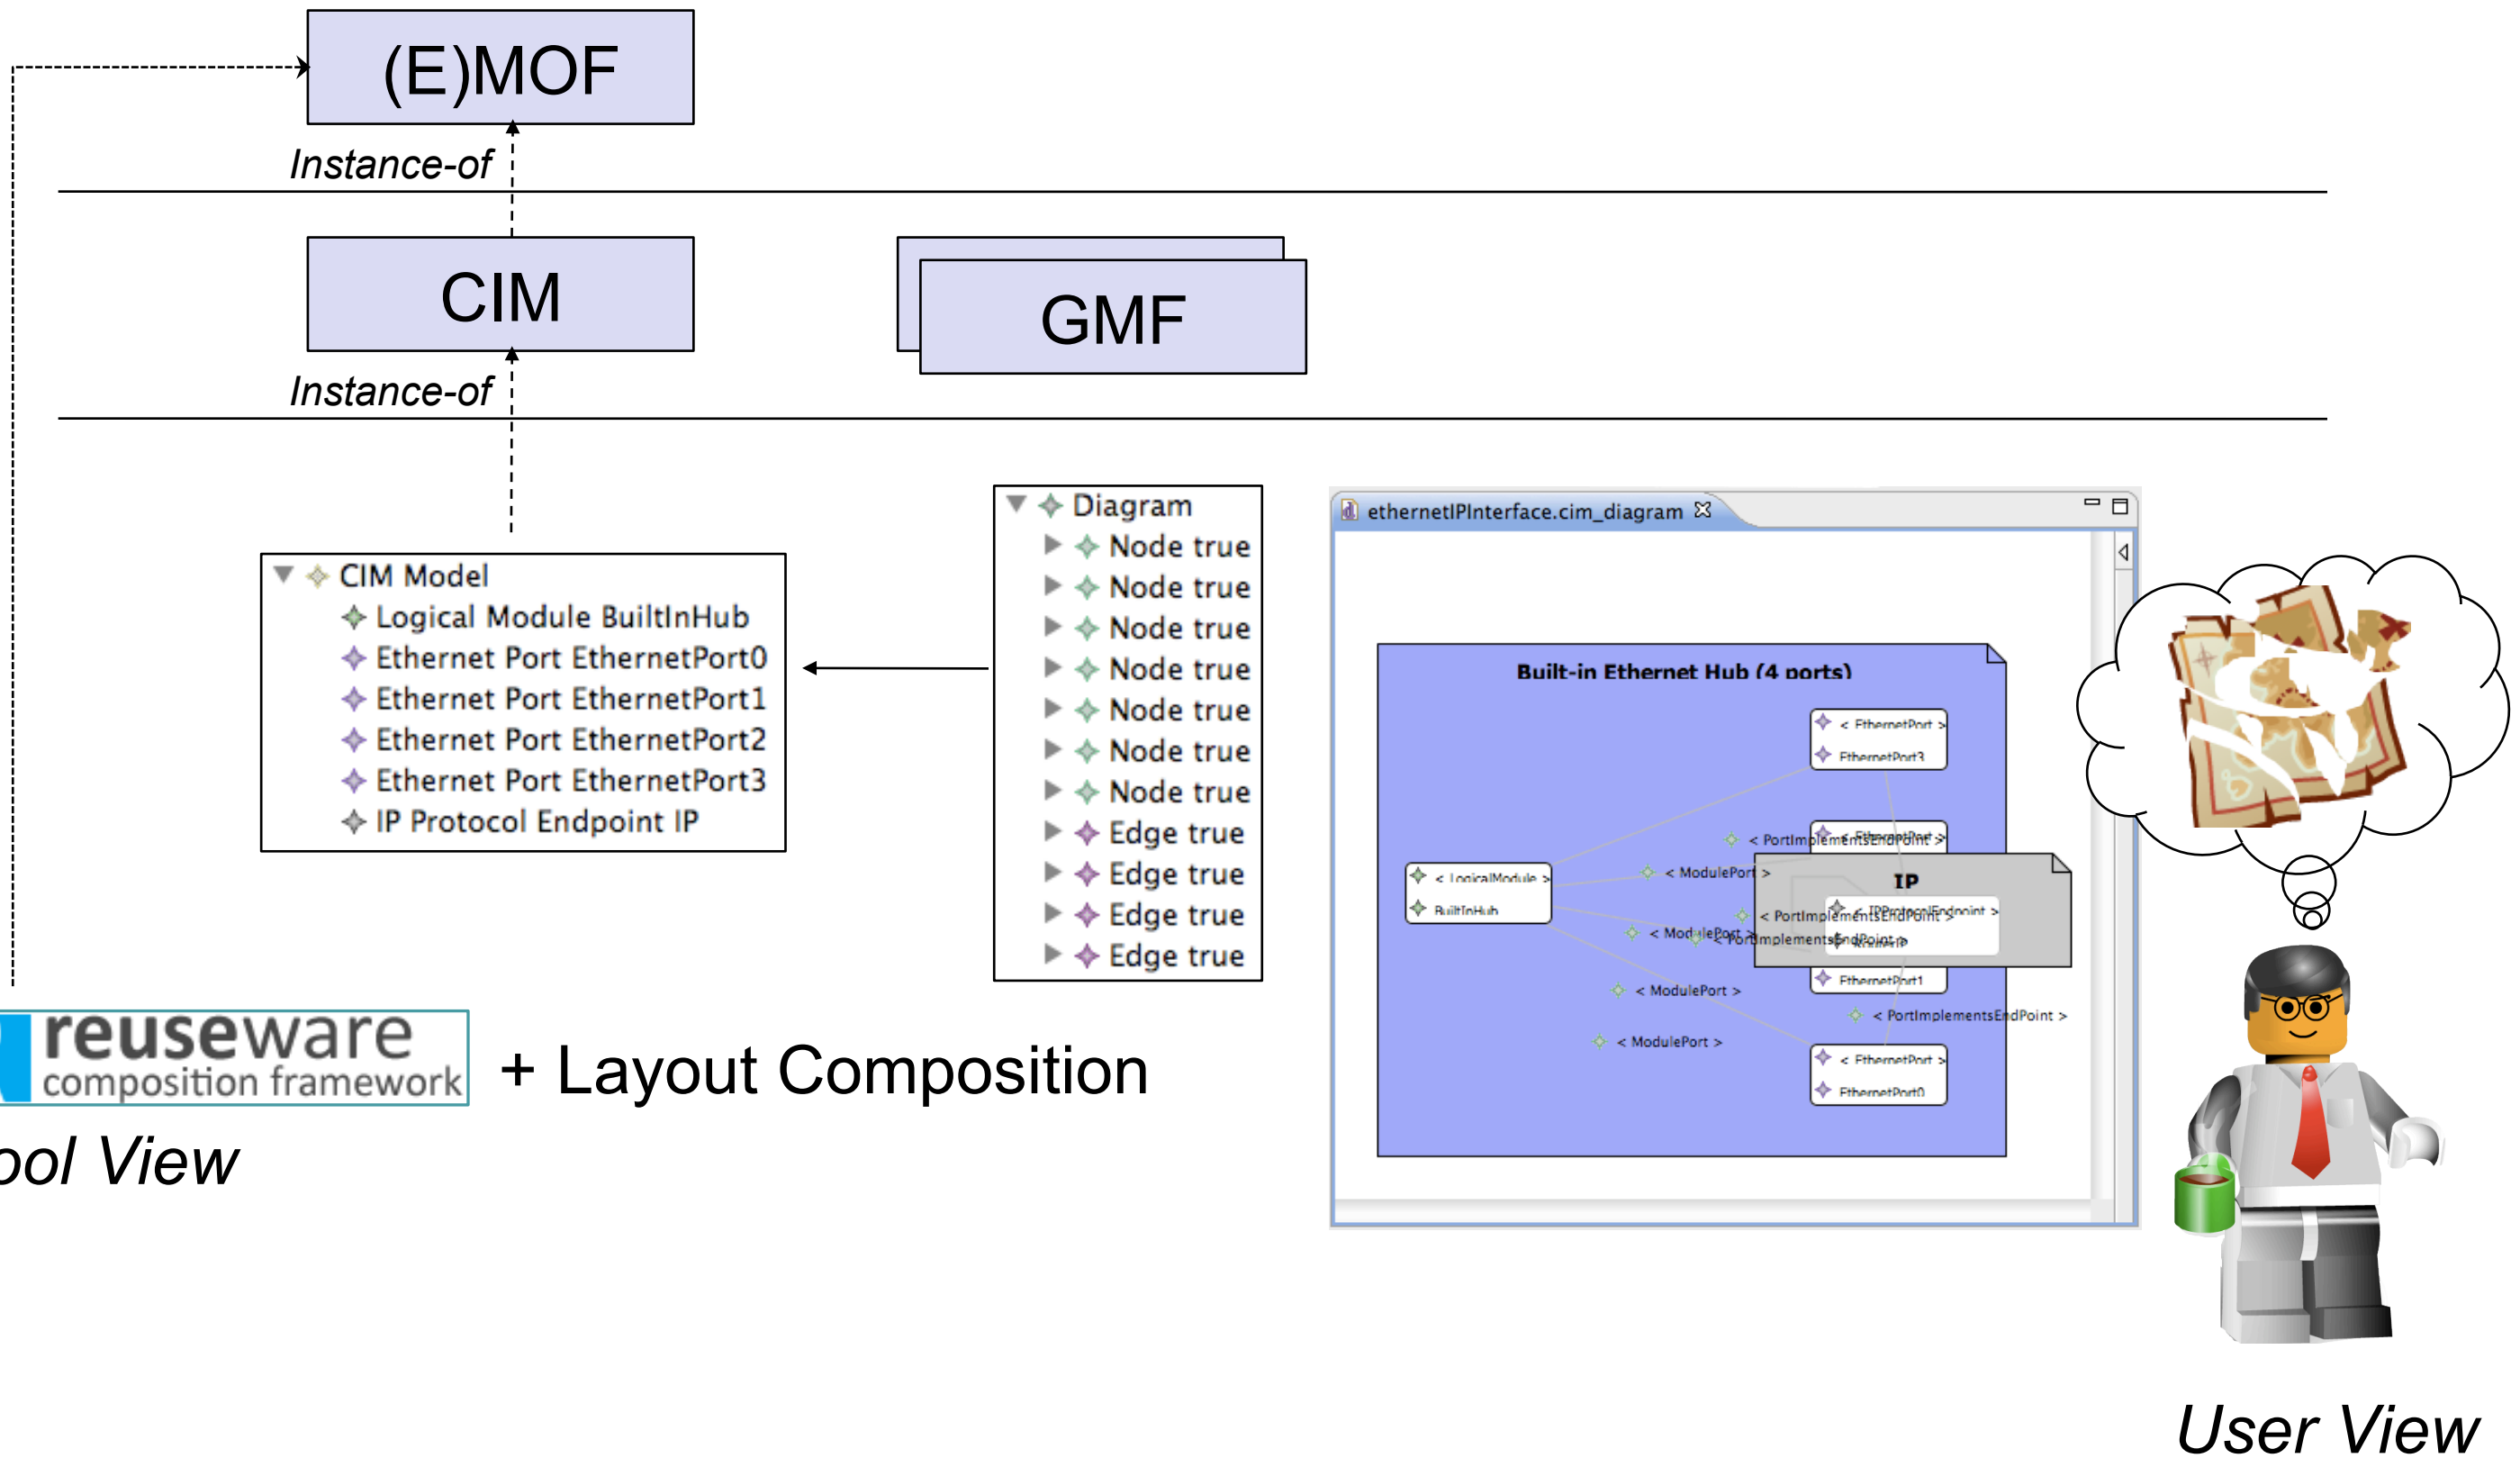 (E)MOF
Instance-of
CIM
GMF
Instance-of
CIM Model
Logical Module BuiltInHub
Ethernet Port EthernetPort0
Ethernet Port EthernetPort1
Ethernet Port EthernetPort2
Ethernet Port EthernetPort3
IP Protocol Endpoint IP
Diagram
Node true
Node true
Node true
Node true
Node true
Node true
Node true
Edge true
Edge true
Edge true
Edge true
ethernetIPInterface.cim_diagram
Built-in Ethernet Hub (4 ports)
< EthernetPort >
EthernetPort3
< EthernetPort >
< PortImplementsEndPoint >
< ModulePort >
IP
< LogicalModule >
BuiltInHub
< IPProtocolEndpoint >
< PortImplementsEndPoint >
< ModulePort >
< PortImplementsEndPoint >
EthernetPort1
< ModulePort >
< PortImplementsEndPoint >
< ModulePort >
< EthernetPort >
EthernetPort0
reuseware
composition framework
+ Layout Composition
ool View
User View